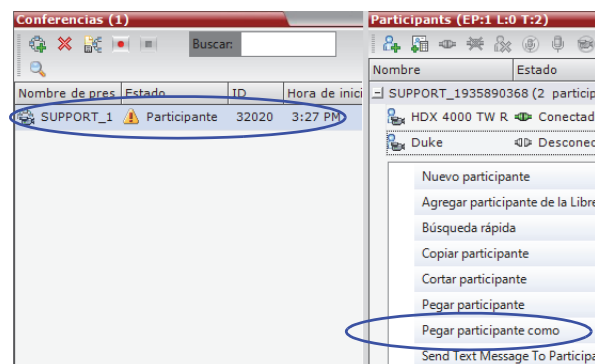 Conferencias (1)
Buscar:
Nombre de pres Estado ID Hora de inici
SUPPORT_1 Participante 32020 3:27 PM
Participants (EP:1 L:0 T:2)
Nombre Estado
SUPPORT_1935890368 (2 particip
HDX 4000 TW R Conectad
Duke Desconec
Nuevo participante
Agregar participante de la Libre
Búsqueda rápida
Copiar participante
Cortar participante
Pegar participante
Pegar participante como
Send Text Message To Participa